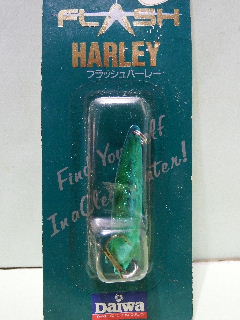 FLASH
HARLEY
フラッシュハーレー
Find Yourself
In a Clear Water!
Daiwa